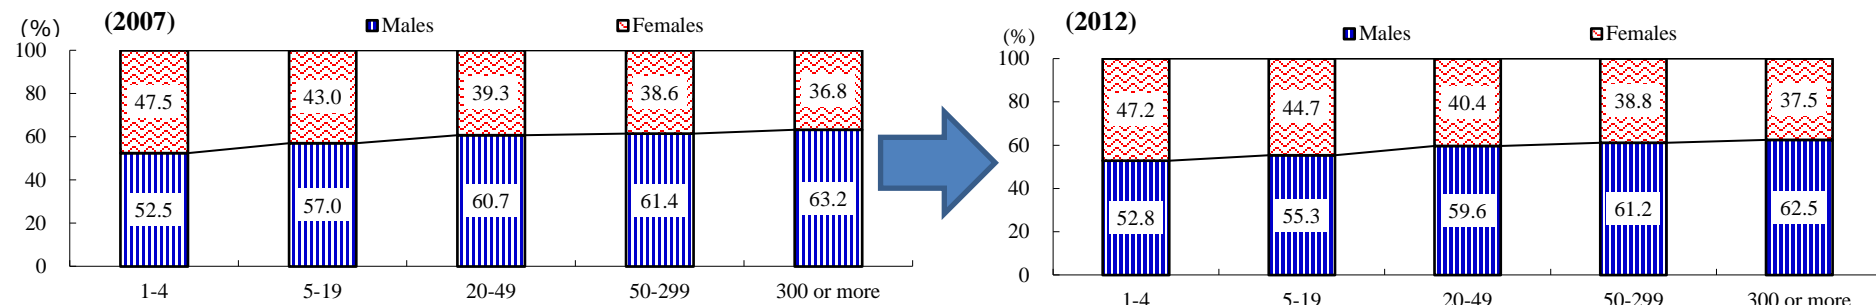 (%) (2007) Males Females
100
80
60
40
20
0
47.5 43.0 39.3 38.6 36.8
52.5 57.0 60.7 61.4 63.2
1-4 5-19 20-49 50-299 300 or more
(%) (2012) Males Females
100
80
60
40
20
0
47.2 44.7 40.4 38.8 37.5
52.8 55.3 59.6 61.2 62.5
1-4 5-19 20-49 50-299 300 or more